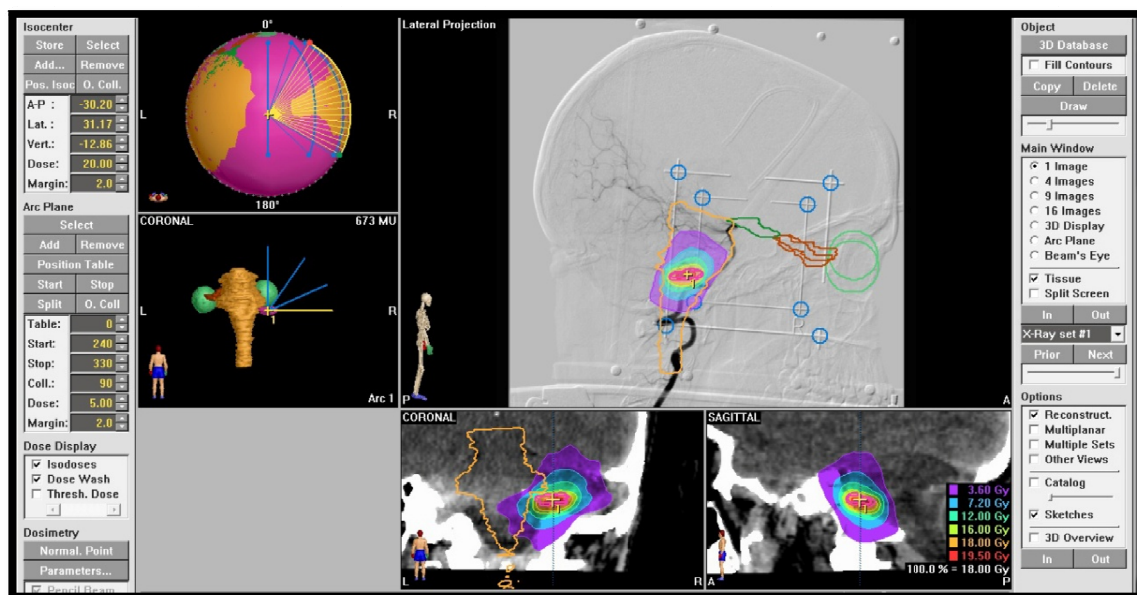 Isocenter
Store Select
Add... Remove
Pos. Isoc O. Coll.
A-P : -30.20
Lat. : 31.17
Vert.: -12.86
Dose: 20.00
Margin: 2.0
Arc Plane
Select
Add Remove
Position Table
Start Stop
Split O. Coll
Table: 0
Start: 240
Stop: 330
Coll.: 90
Dose: 5.00
Margin: 2.0
Dose Display
Isodoses
Dose Wash
Thresh. Dose
Dosimetry
Normal. Point
Parameters...
Pencil Beam
0°
L
R
180°
CORONAL 673 MU
L
R
1
Arc 1
Lateral Projection
1
P
A
CORONAL
1
L
R
SAGITTAL
1
3.60 Gy
7.20 Gy
12.00 Gy
16.00 Gy
18.00 Gy
19.50 Gy
100.0 % = 18.00 Gy
A
P
Object
3D Database
Fill Contours
Copy Delete
Draw
Main Window
1 Image
4 Images
9 Images
16 Images
3D Display
Arc Plane
Beam's Eye
Tissue
Split Screen
In Out
X-Ray set #1
Prior Next
Options
Reconstruct.
Multiplanar
Multiple Sets
Other Views
Catalog
Sketches
3D Overview
In Out